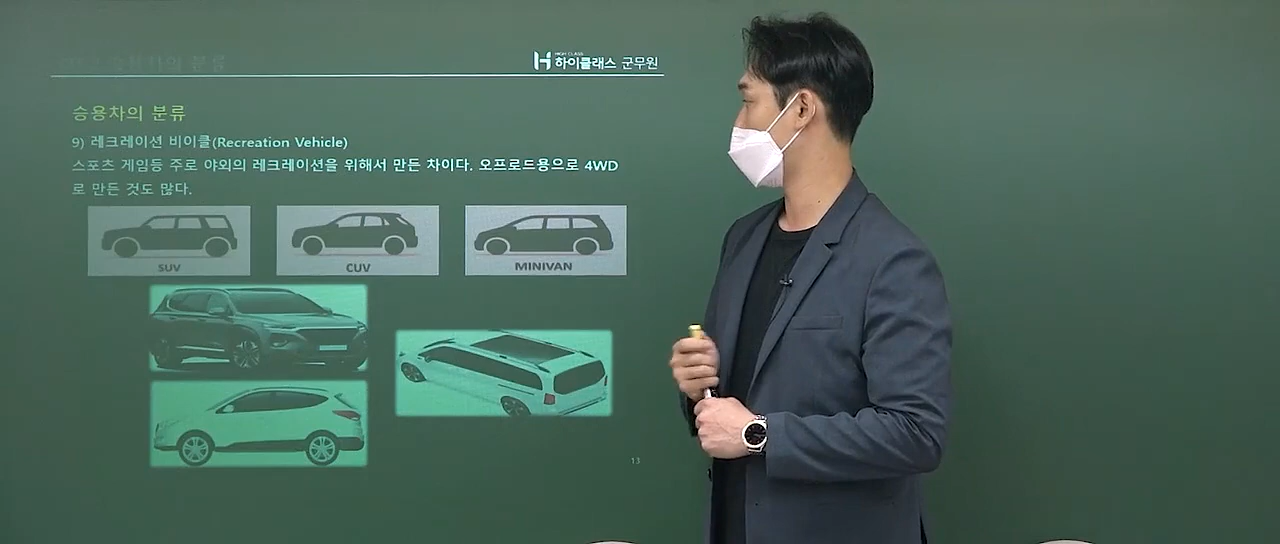 HIGH CLASS
하이클래스 군무원
승용차의 분류
9) 레크레이션 비이클(Recreation Vehicle)
스포츠 게임등 주로 야외의 레크레이션을 위해서 만든 차이다. 오프로드용으로 4WD
로 만든 것도 많다.
SUV
CUV
MINIVAN
13